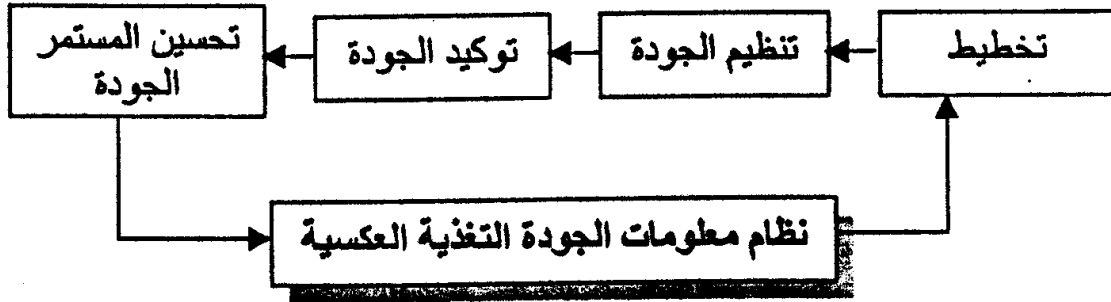 تخطيط
تنظيم الجودة
توكيد الجودة
تحسين المستمر
الجودة
نظام معلومات الجودة التغذية العكسية